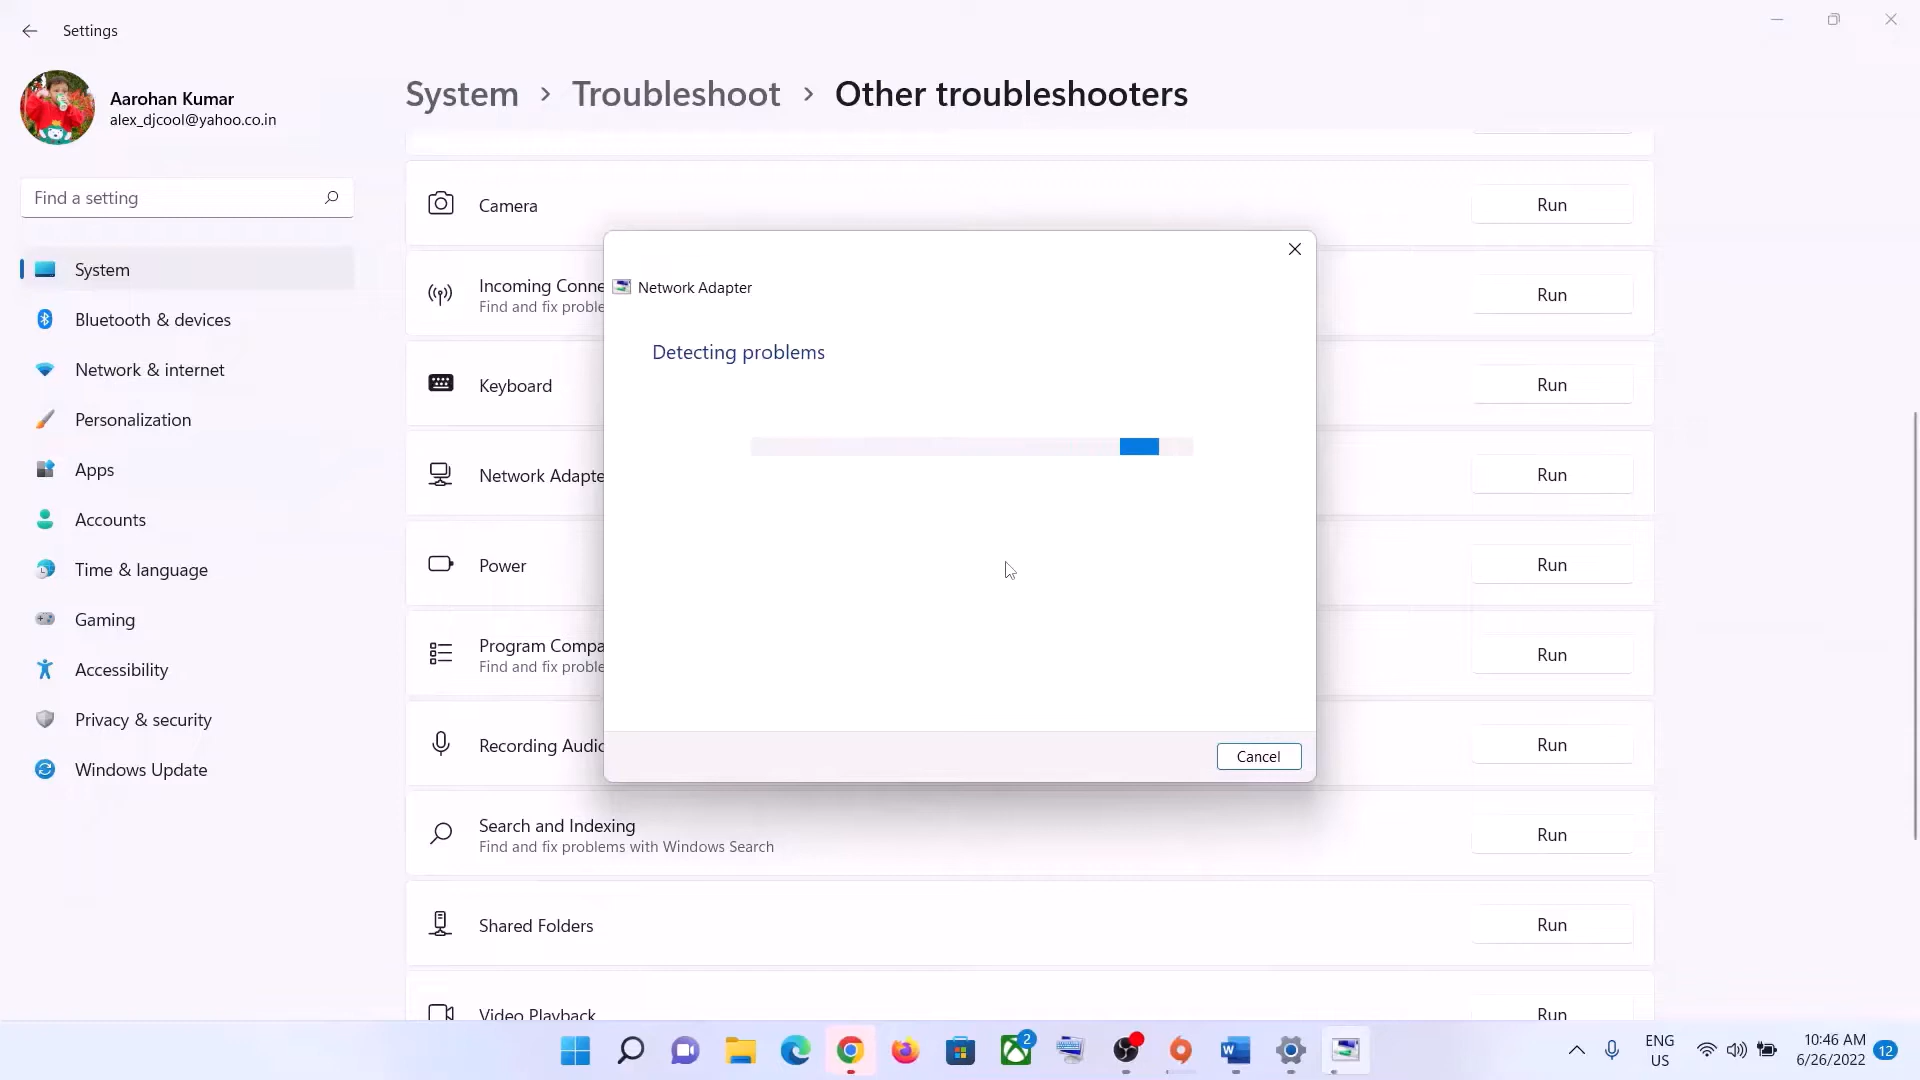 Settings
Aarohan Kumar
alex_djcool@yahoo.co.in
Find a setting
System
Bluetooth & devices
Network & internet
Personalization
Apps
Accounts
Time & language
Gaming
Accessibility
Privacy & security
Windows Update
System > Troubleshoot > Other troubleshooters
Camera
Run
Incoming Conne
Find and fix proble
Run
Keyboard
Run
Network Adapte
Run
Power
Run
Program Compa
Find and fix proble
Run
Recording Audio
Run
Search and Indexing
Find and fix problems with Windows Search
Run
Shared Folders
Run
Video Playback
Run
Network Adapter
Detecting problems
Cancel
2
ENG
US
10:46 AM
6/26/2022
12